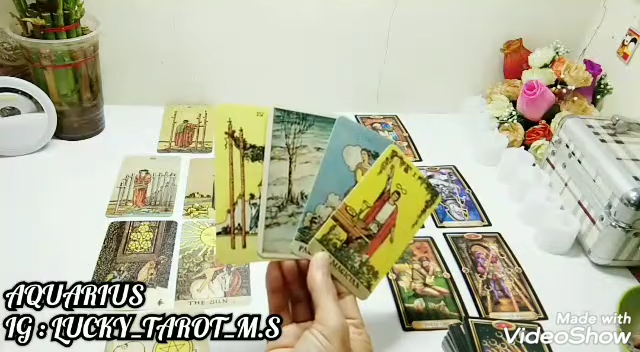 THE SUN
AQUARIUS
IG : LUCKY_TAROT_M.S
Made with
VideoShow